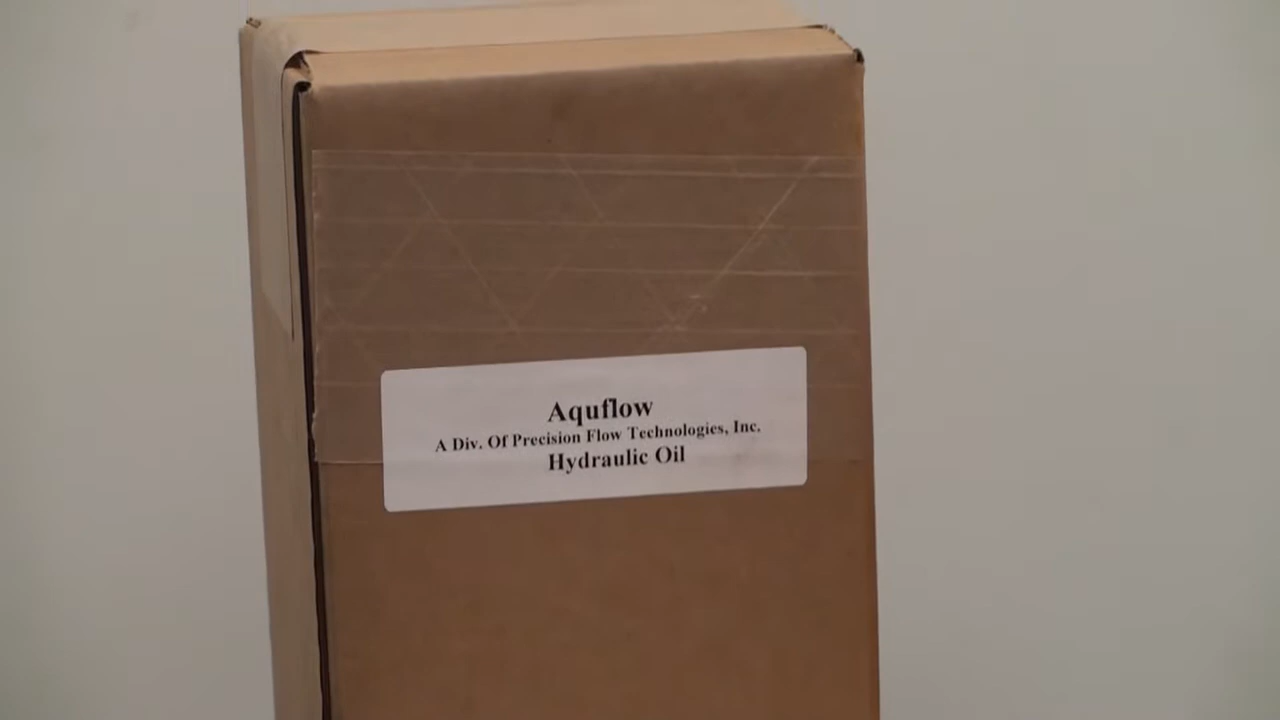 Aquflow
A Div. Of Precision Flow Technologies, Inc.
Hydraulic Oil